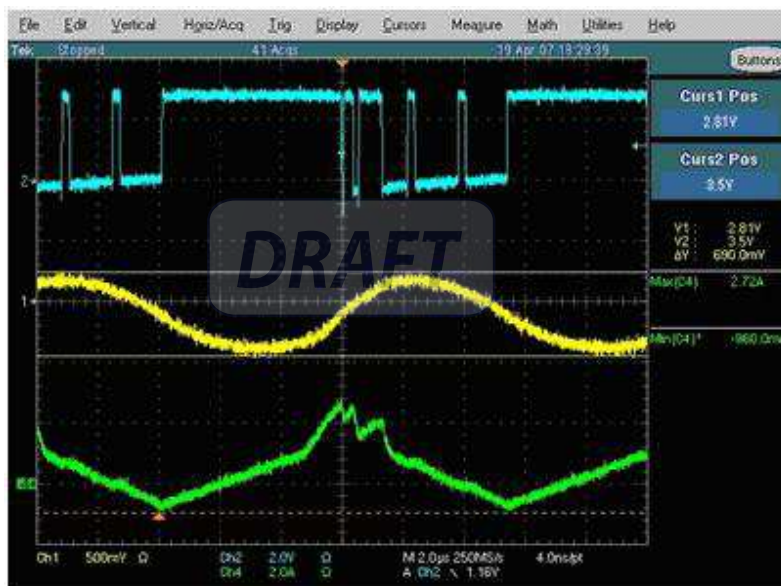 File Edit Vertical Horiz/Acq Trig Display Cursors Measure Math Utilities Help
Tek Stopped 41 Acqs 19 Apr 07 18:29:39
Buttons
Curs1 Pos
2.81V
Curs2 Pos
3.5V
2
V1: 2.81V
V2: 3.5V
ΔV: 690.0mV
DRAFT
Max(C4) 2.72A
1
Ch1 500mV Ω Ch2 2.0V Ω M 2.0µs 250MS/s 4.0ns/pt
Ch4 2.0A Ω A Ch2 1.16V